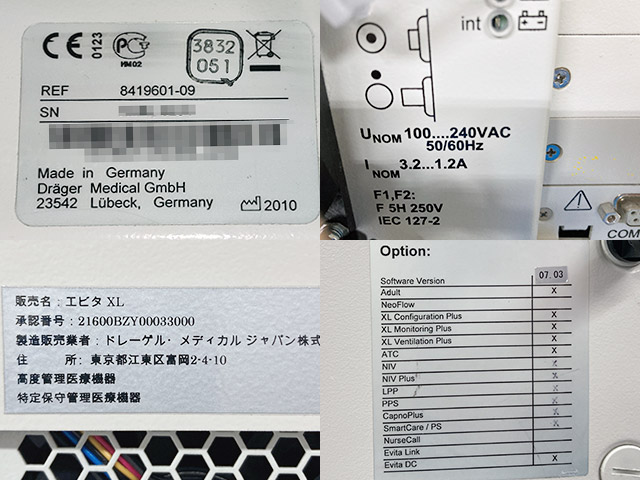 CE 0123
PC
ИМ02
3832
051
REF 8419601-09
SN
Made in Germany
Dräger Medical GmbH
23542 Lübeck, Germany
2010
int
UNOM 100....240VAC
50/60Hz
INOM 3.2...1.2A
F1,F2:
F 5H 250V
IEC 127-2
COM
販売名：エビタ XL
承認番号：21600BZY00033000
製造販売業者：ドレーゲル・メディカル ジャパン株式
住 所：東京都江東区富岡2-4-10
高度管理医療機器
特定保守管理医療機器
Option:
Software Version 07.03
Adult X
NeoFlow
XL Configuration Plus X
XL Monitoring Plus X
XL Ventilation Plus X
ATC X
NIV X
NIV Plus X
LPP X
PPS X
CapnoPlus X
SmartCare / PS X
NurseCall
Evita Link
Evita DC X